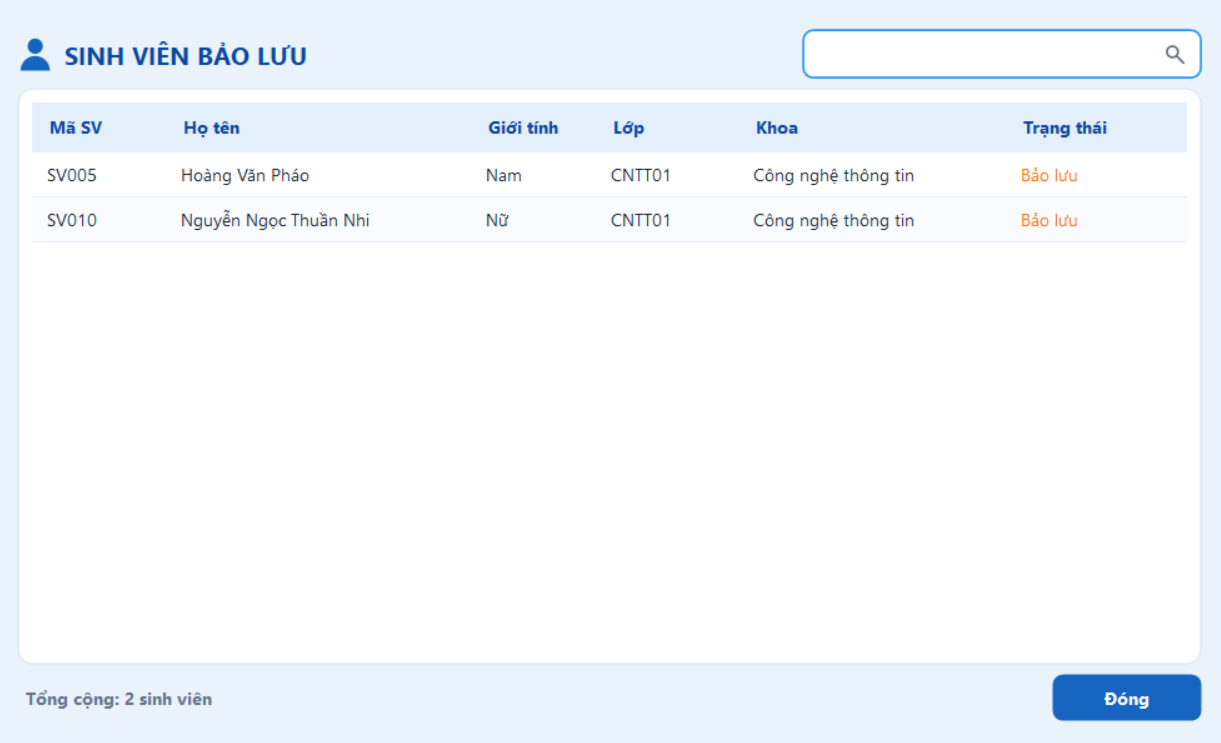 SINH VIÊN BẢO LƯU
Mã SV Họ tên Giới tính Lớp Khoa Trạng thái
SV005 Hoàng Văn Pháo Nam CNTT01 Công nghệ thông tin Bảo lưu
SV010 Nguyễn Ngọc Thuần Nhi Nữ CNTT01 Công nghệ thông tin Bảo lưu
Tổng cộng: 2 sinh viên
Đóng